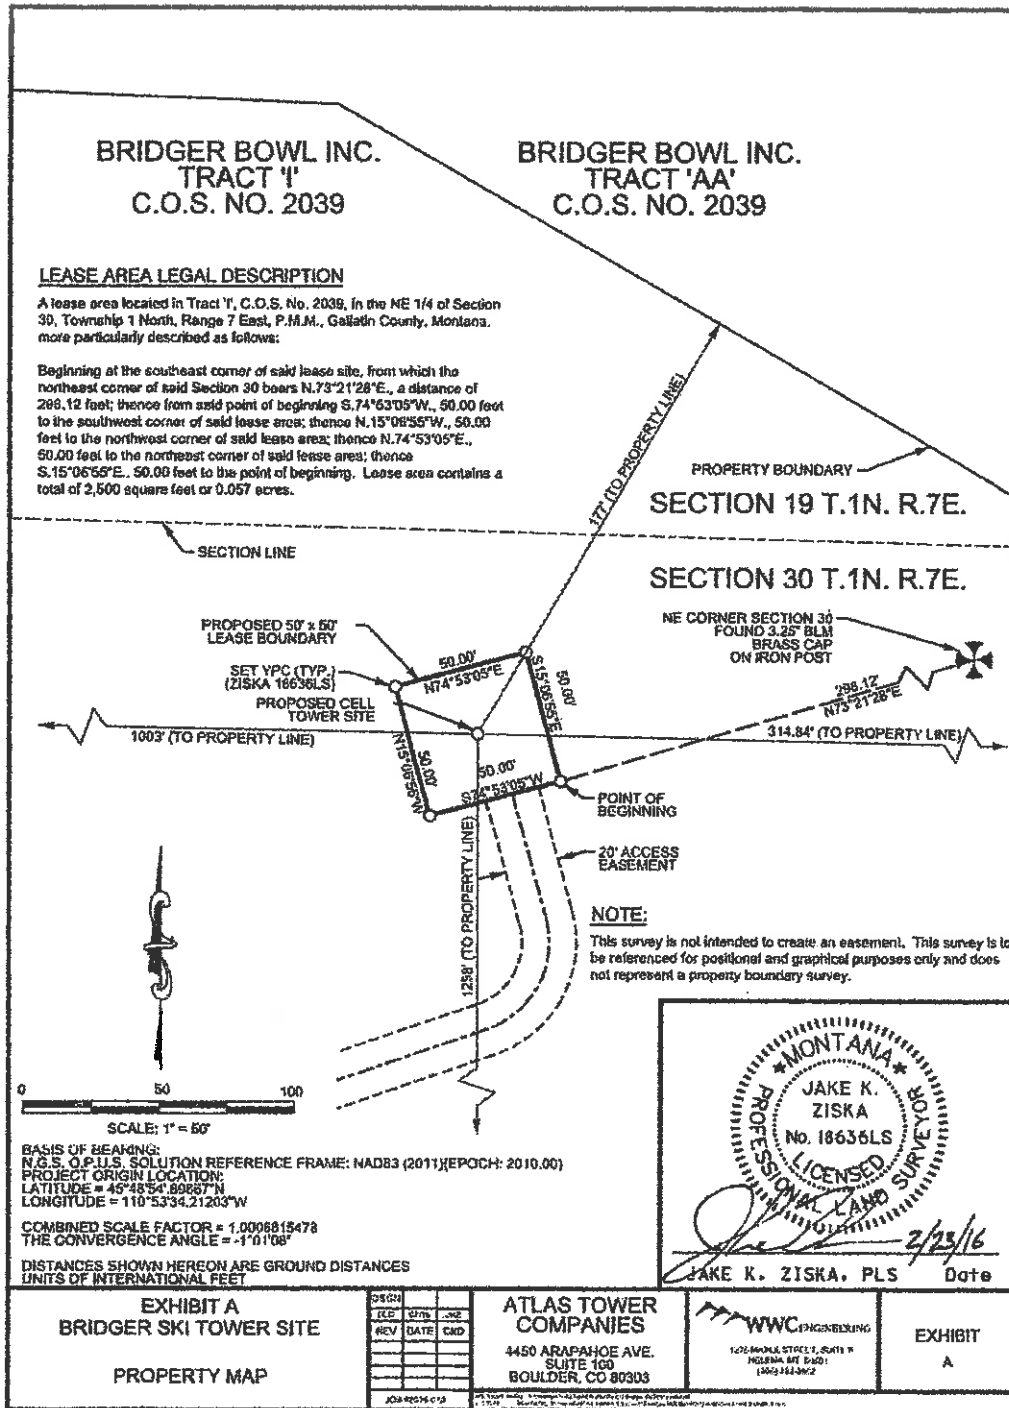 BRIDGER BOWL INC.
TRACT 'I'
C.O.S. NO. 2039
BRIDGER BOWL INC.
TRACT 'AA'
C.O.S. NO. 2039
LEASE AREA LEGAL DESCRIPTION
A lease area located in Tract 'I', C.O.S. No. 2039, in the NE 1/4 of Section
30, Township 1 North, Range 7 East, P.M.M., Gallatin County, Montana,
more particularly described as follows:
Beginning at the southeast corner of said lease site, from which the
northeast corner of said Section 30 bears N.73°21'28"E., a distance of
298.12 feet; thence from said point of beginning S.74°53'05"W., 50.00 feet
to the southwest corner of said lease area; thence N.15°06'55"W., 50.00
feet to the northwest corner of said lease area; thence N.74°53'05"E.,
50.00 feet to the northeast corner of said lease area; thence
S.15°06'55"E., 50.00 feet to the point of beginning. Lease area contains a
total of 2,500 square feet or 0.057 acres.
177' (TO PROPERTY LINE)
PROPERTY BOUNDARY
SECTION 19 T.1N. R.7E.
SECTION LINE
SECTION 30 T.1N. R.7E.
PROPOSED 50' x 50'
LEASE BOUNDARY
NE CORNER SECTION 30
FOUND 3.25" BLM
BRASS CAP
ON IRON POST
SET YPC (TYP.)
(ZISKA 18636LS)
PROPOSED CELL
TOWER SITE
50.00'
N74°53'05"E
50.00'
S15°06'55"E
298.12'
N73°21'28"E
1003' (TO PROPERTY LINE)
314.84' (TO PROPERTY LINE)
50.00'
N15°06'55"W
50.00'
S74°53'05"W
POINT OF
BEGINNING
20' ACCESS
EASEMENT
1298' (TO PROPERTY LINE)
NOTE:
This survey is not intended to create an easement. This survey is to
be referenced for positional and graphical purposes only and does
not represent a property boundary survey.
0 50 100
SCALE: 1" = 50'
BASIS OF BEARING:
N.G.S. O.P.U.S. SOLUTION REFERENCE FRAME: NAD83 (2011)(EPOCH: 2010.00)
PROJECT ORIGIN LOCATION:
LATITUDE = 45°48'54.89867"N
LONGITUDE = 110°53'34.21203"W
COMBINED SCALE FACTOR = 1.0006815478
THE CONVERGENCE ANGLE = -1°01'08"
DISTANCES SHOWN HEREON ARE GROUND DISTANCES
UNITS OF INTERNATIONAL FEET
MONTANA
JAKE K.
ZISKA
No. 18636LS
LICENSED
PROFESSIONAL LAND SURVEYOR
2/23/16
JAKE K. ZISKA, PLS Date
EXHIBIT A
BRIDGER SKI TOWER SITE
PROPERTY MAP
REV DATE CKD
ATLAS TOWER
COMPANIES
4450 ARAPAHOE AVE.
SUITE 100
BOULDER, CO 80303
WWC ENGINEERING
EXHIBIT
A